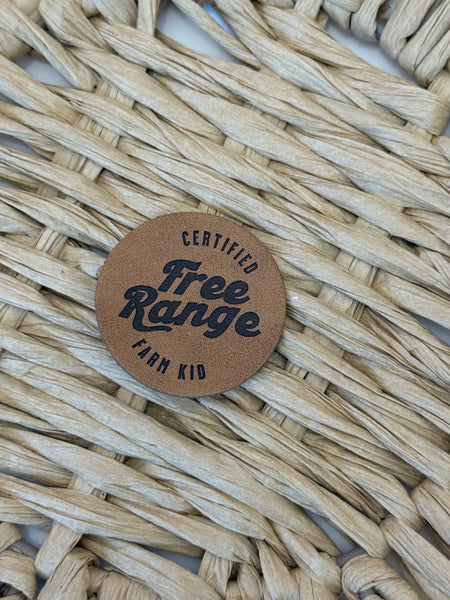 CERTIFIED
Free
Range
FARM KID